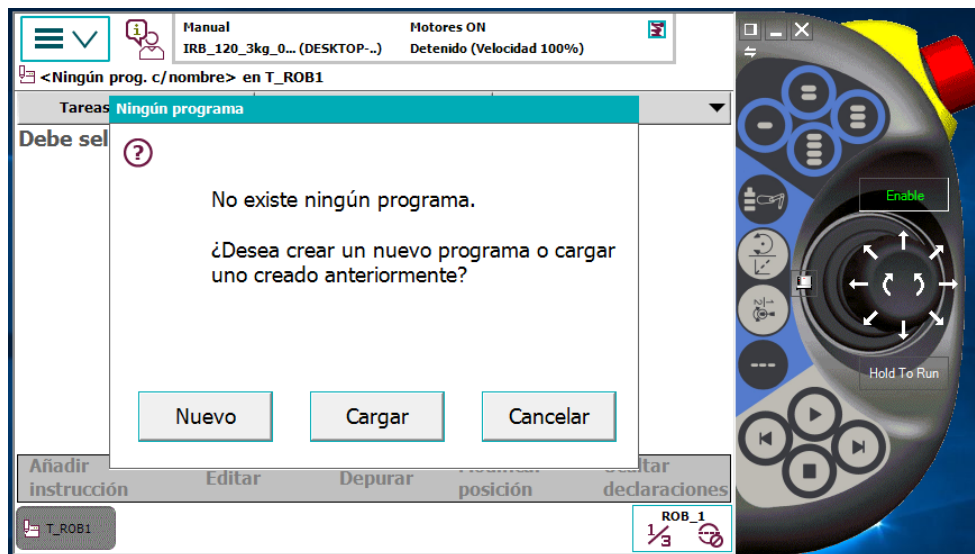 Manual
Motores ON
IRB_120_3kg_0... (DESKTOP-..)
Detenido (Velocidad 100%)
<Ningún prog. c/nombre> en T_ROB1
Tareas
Ningún programa
Debe sel
No existe ningún programa.
¿Desea crear un nuevo programa o cargar
uno creado anteriormente?
Nuevo
Cargar
Cancelar
Añadir
instrucción
Editar
Depurar
posición
declaraciones
T_ROB1
ROB_1
1/3
Enable
Hold To Run